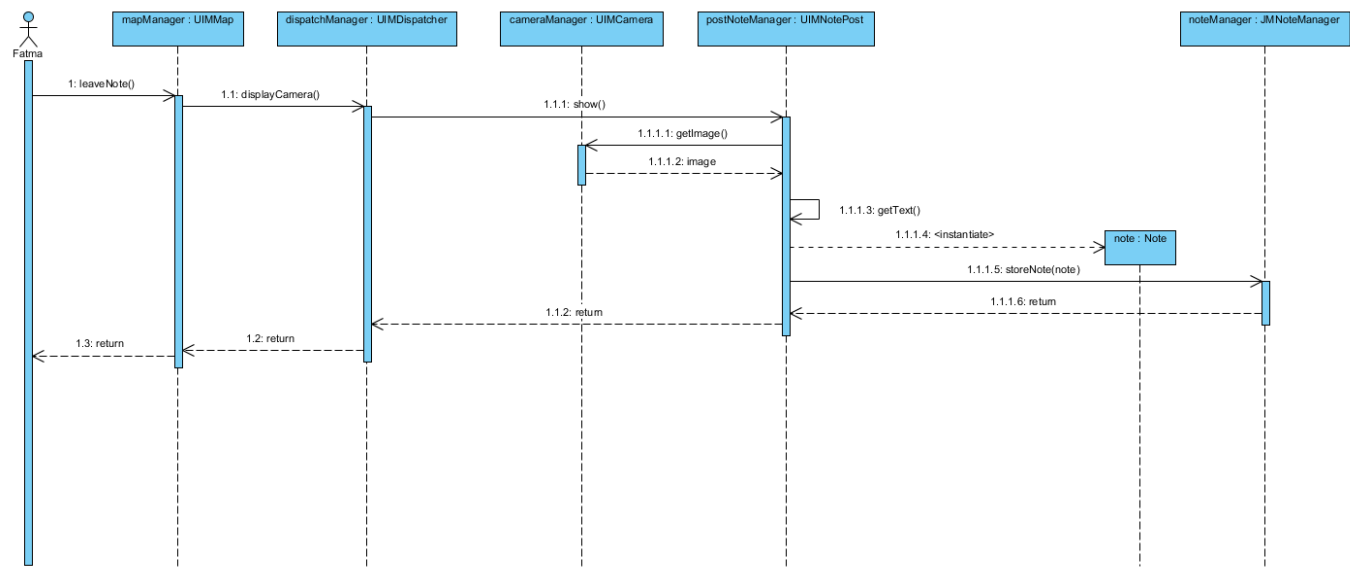 mapManager : UIMMap
dispatchManager : UIMDispatcher
cameraManager : UIMCamera
postNoteManager : UIMNotePost
noteManager : JMNoteManager
Fatma
1: leaveNote()
1.1: displayCamera()
1.1.1: show()
1.1.1.1: getImage()
1.1.1.2: image
1.1.1.3: getText()
1.1.1.4: <instantiate>
note : Note
1.1.1.5: storeNote(note)
1.1.1.6: return
1.1.2: return
1.2: return
1.3: return